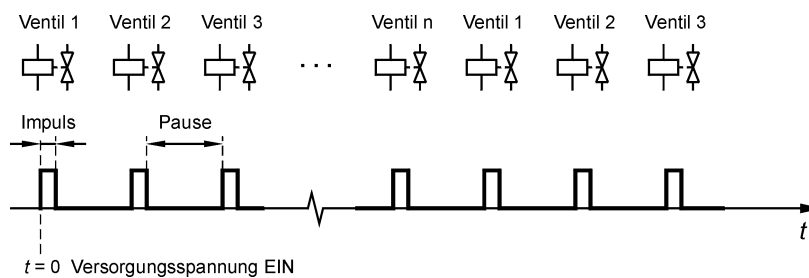 Ventil 1 Ventil 2 Ventil 3 ... Ventil n Ventil 1 Ventil 2 Ventil 3
Impuls Pause
t
t = 0 Versorgungsspannung EIN